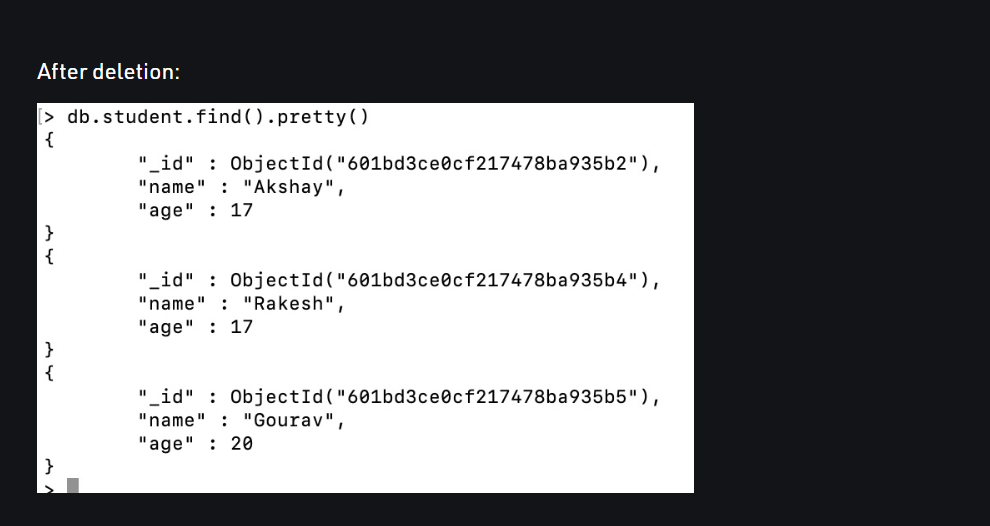 After deletion:
[> db.student.find().pretty()
{
"_id" : ObjectId("601bd3ce0cf217478ba935b2"),
"name" : "Akshay",
"age" : 17
}
{
"_id" : ObjectId("601bd3ce0cf217478ba935b4"),
"name" : "Rakesh",
"age" : 17
}
{
"_id" : ObjectId("601bd3ce0cf217478ba935b5"),
"name" : "Gourav",
"age" : 20
}
>